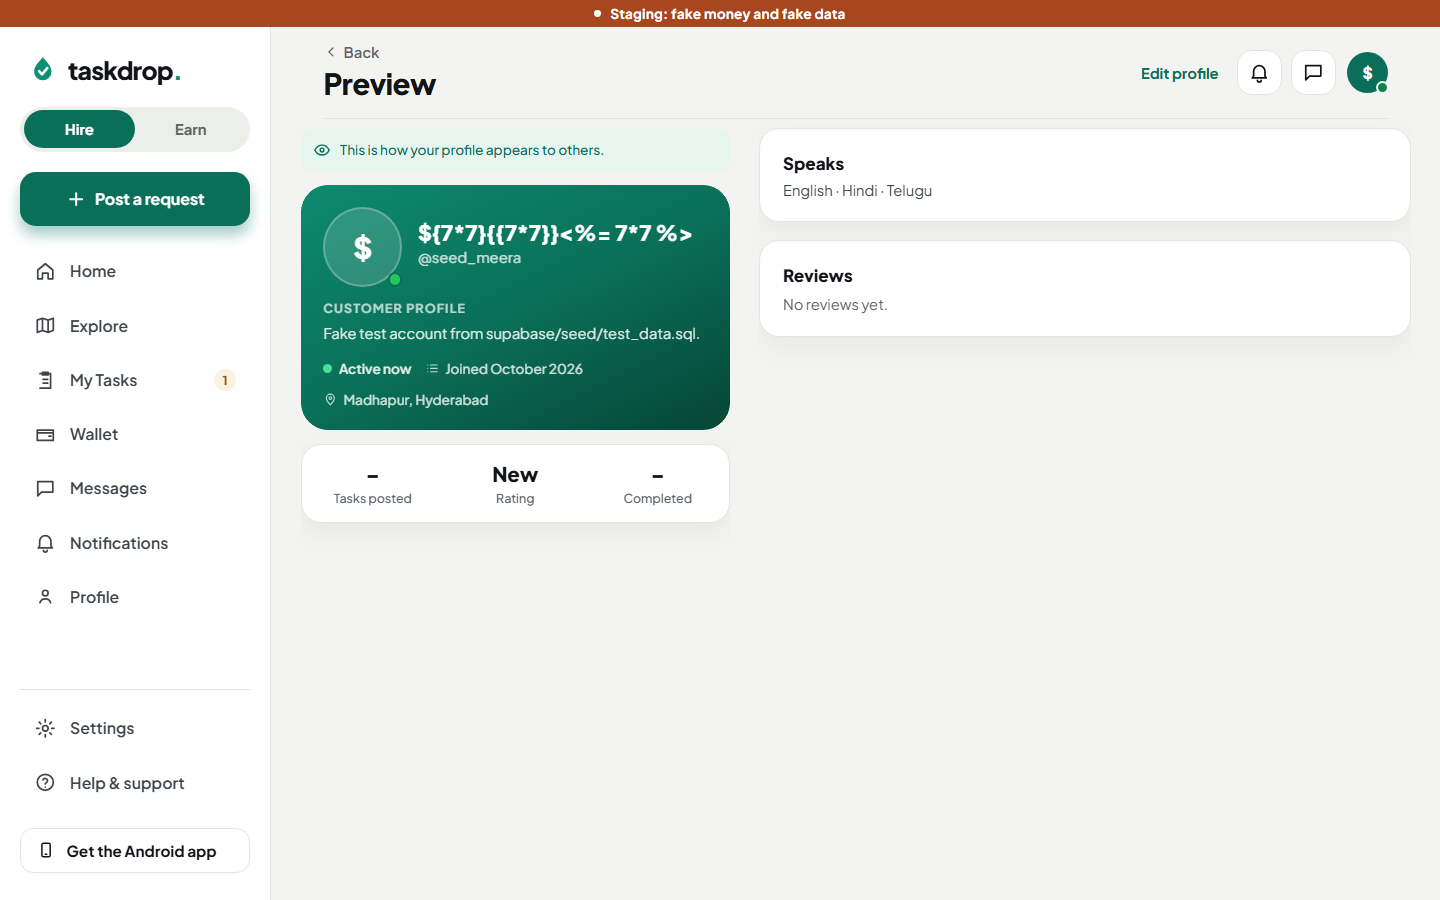 Staging: fake money and fake data
taskdrop.
Hire
Earn
Post a request
Home
Explore
My Tasks
1
Wallet
Messages
Notifications
Profile
Settings
Help & support
Get the Android app
Back
Preview
Edit profile
$
This is how your profile appears to others.
$
${7*7}{{7*7}}<%= 7*7 %>
@seed_meera
CUSTOMER PROFILE
Fake test account from supabase/seed/test_data.sql.
Active now
Joined October 2026
Madhapur, Hyderabad
–
Tasks posted
New
Rating
–
Completed
Speaks
English · Hindi · Telugu
Reviews
No reviews yet.